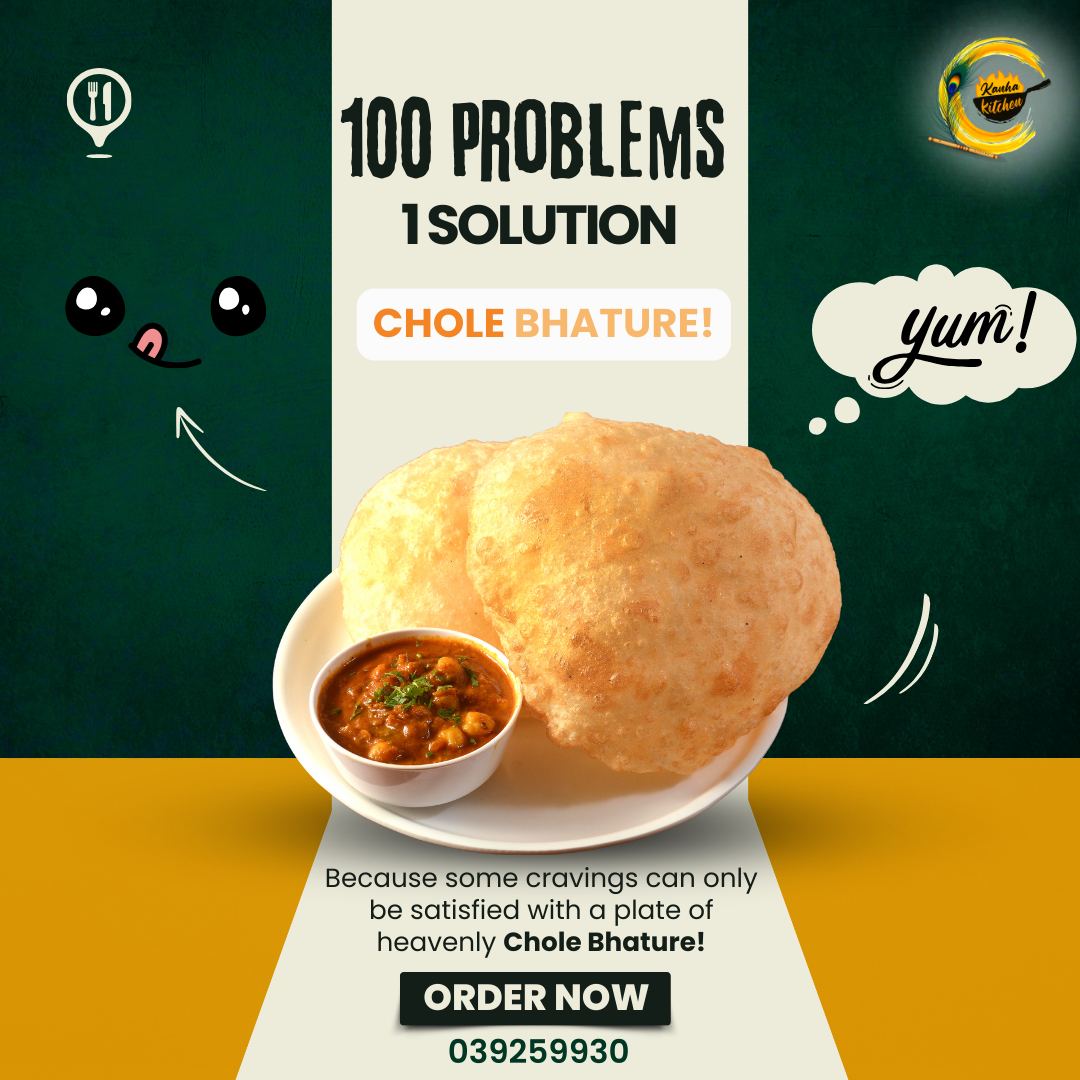 Kanha
kitchen
100 PROBLEMS
1 SOLUTION
CHOLE BHATURE!
yum!
Because some cravings can only
be satisfied with a plate of
heavenly Chole Bhature!
ORDER NOW
039259930